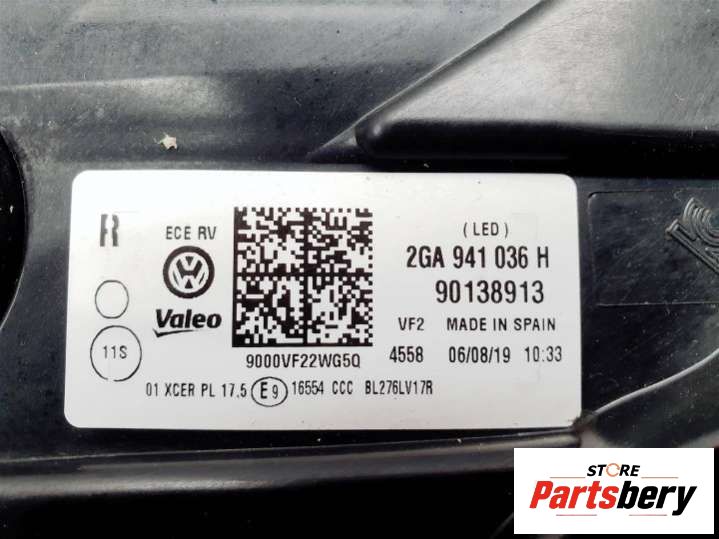 R
ECE RV
Valeo
11S
9000VF22WG5Q
(LED)
2GA 941 036 H
90138913
VF2 MADE IN SPAIN
4558 06/08/19 10:33
01 XCER PL 17,5 E9 16554 CCC BL276LV17R
STORE
Partsbery